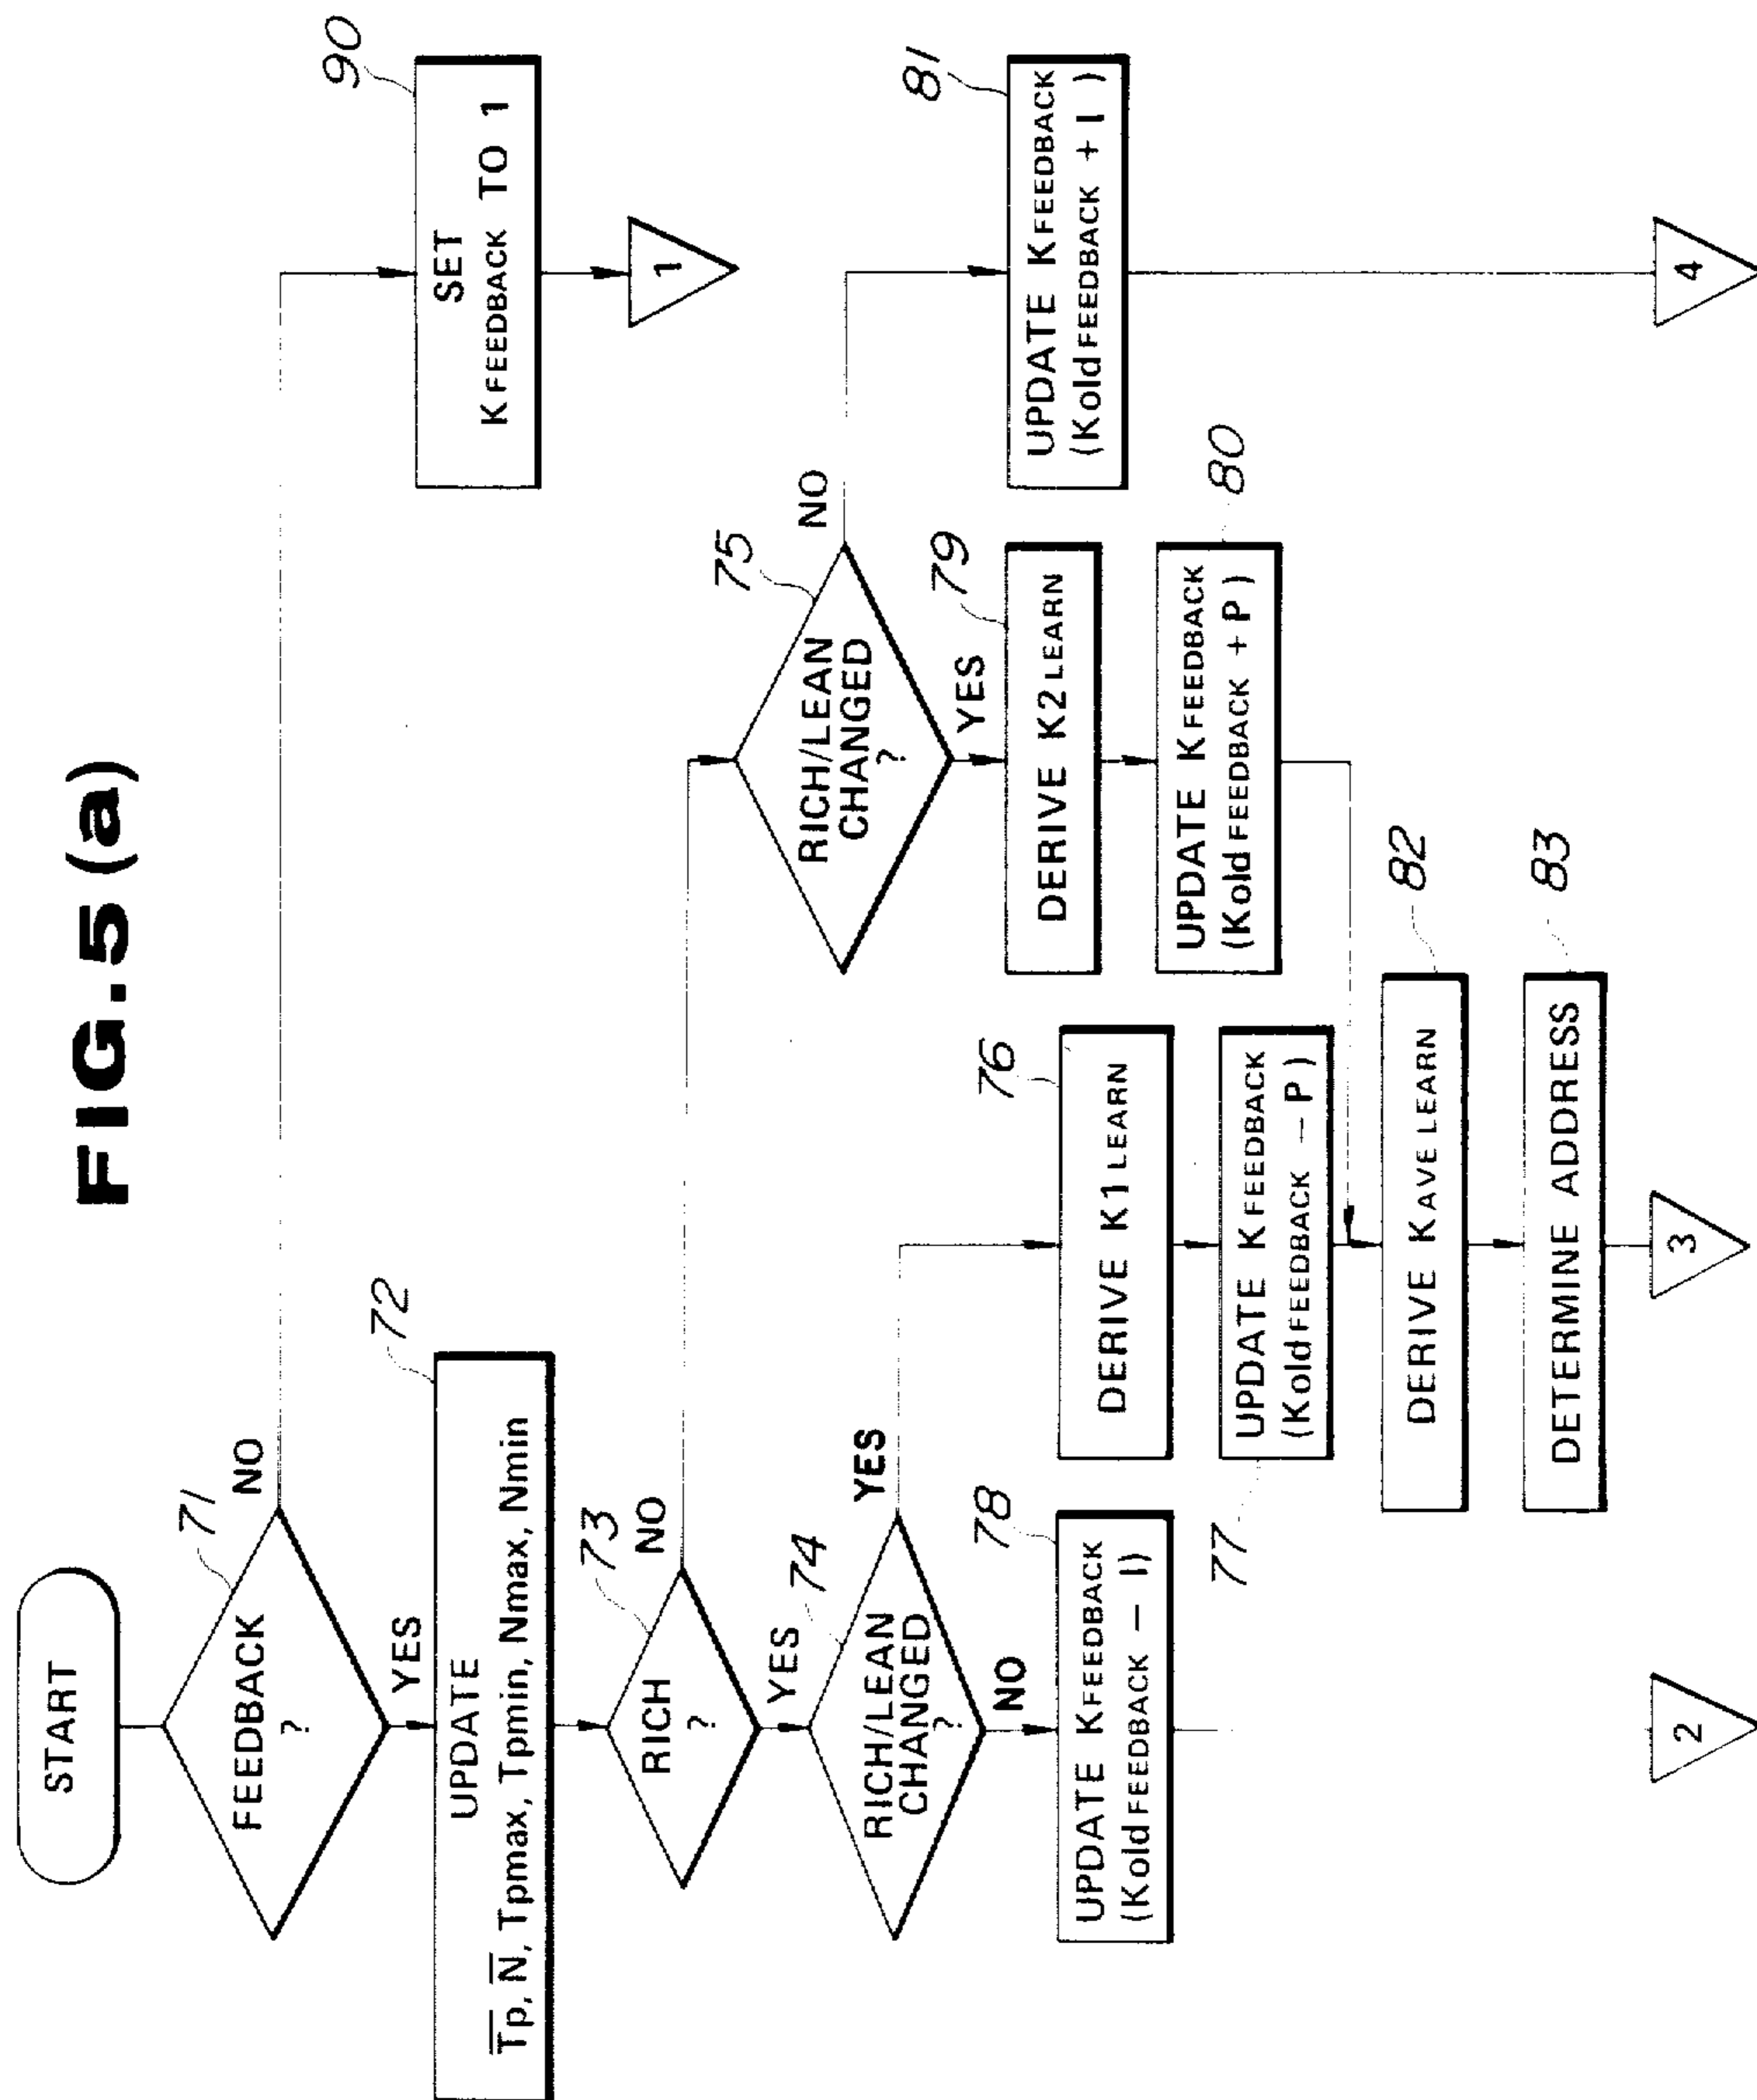 FIG.5 (a)
START
71
FEEDBACK
?
NO
YES
90
SET
KFEEDBACK TO 1
1
72
UPDATE
T̅p̅, N̅, Tpmax, Tpmin, Nmax, Nmin
73
RICH
?
NO
YES
74
RICH/LEAN
CHANGED
?
YES
NO
75
RICH/LEAN
CHANGED
?
NO
YES
78
UPDATE KFEEDBACK
(KoldFEEDBACK – I)
76
DERIVE K1LEARN
77
UPDATE KFEEDBACK
(KoldFEEDBACK – P)
79
DERIVE K2LEARN
80
UPDATE KFEEDBACK
(KoldFEEDBACK + P)
81
UPDATE KFEEDBACK
(KoldFEEDBACK + I)
82
DERIVE KAVELEARN
83
DETERMINE ADDRESS
2
3
4